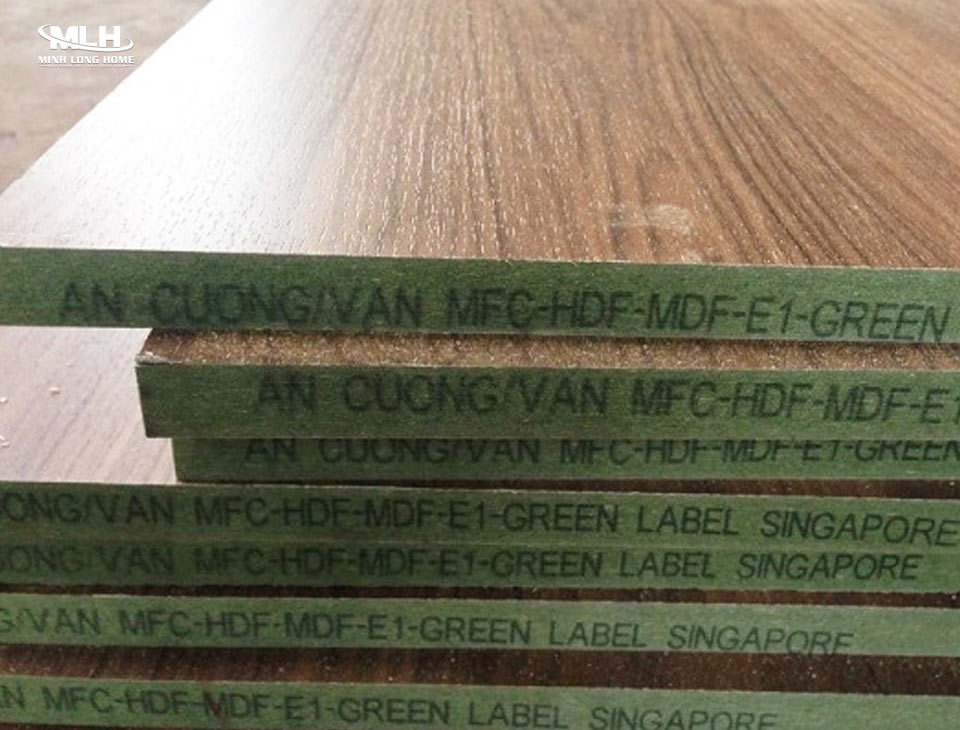 MLH
MINH LONG HOME
AN CUONG/VAN MFC-HDF-MDF-E1-GREEN
AN CUONG/VAN MFC-HDF-MDF-E1
AN CUONG/VAN MFC-HDF-MDF-E1-GREEN
CONG/VAN MFC-HDF-MDF-E1-GREEN LABEL SINGAPORE
UONG/VAN MFC-HDF-MDF-E1-GREEN LABEL SINGAPORE
G/VAN MFC-HDF-MDF-E1-GREEN LABEL SINGAPORE
AN MFC-HDF-MDF-E1-GREEN LABEL SINGAPORE